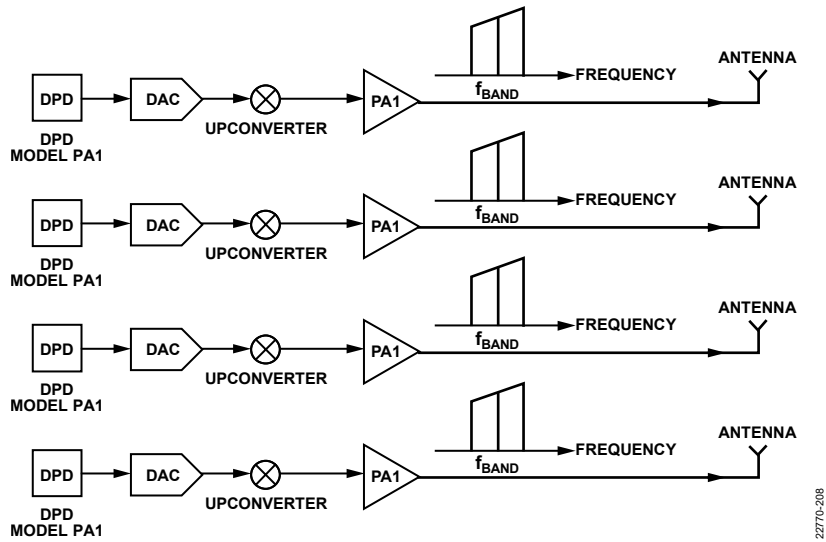 ANTENNA
FREQUENCY
DPD
DAC
PA1
fBAND
UPCONVERTER
DPD
MODEL PA1
ANTENNA
FREQUENCY
DPD
DAC
PA1
fBAND
UPCONVERTER
DPD
MODEL PA1
ANTENNA
FREQUENCY
DPD
DAC
PA1
fBAND
UPCONVERTER
DPD
MODEL PA1
ANTENNA
FREQUENCY
DPD
DAC
PA1
fBAND
UPCONVERTER
DPD
MODEL PA1
22770-208